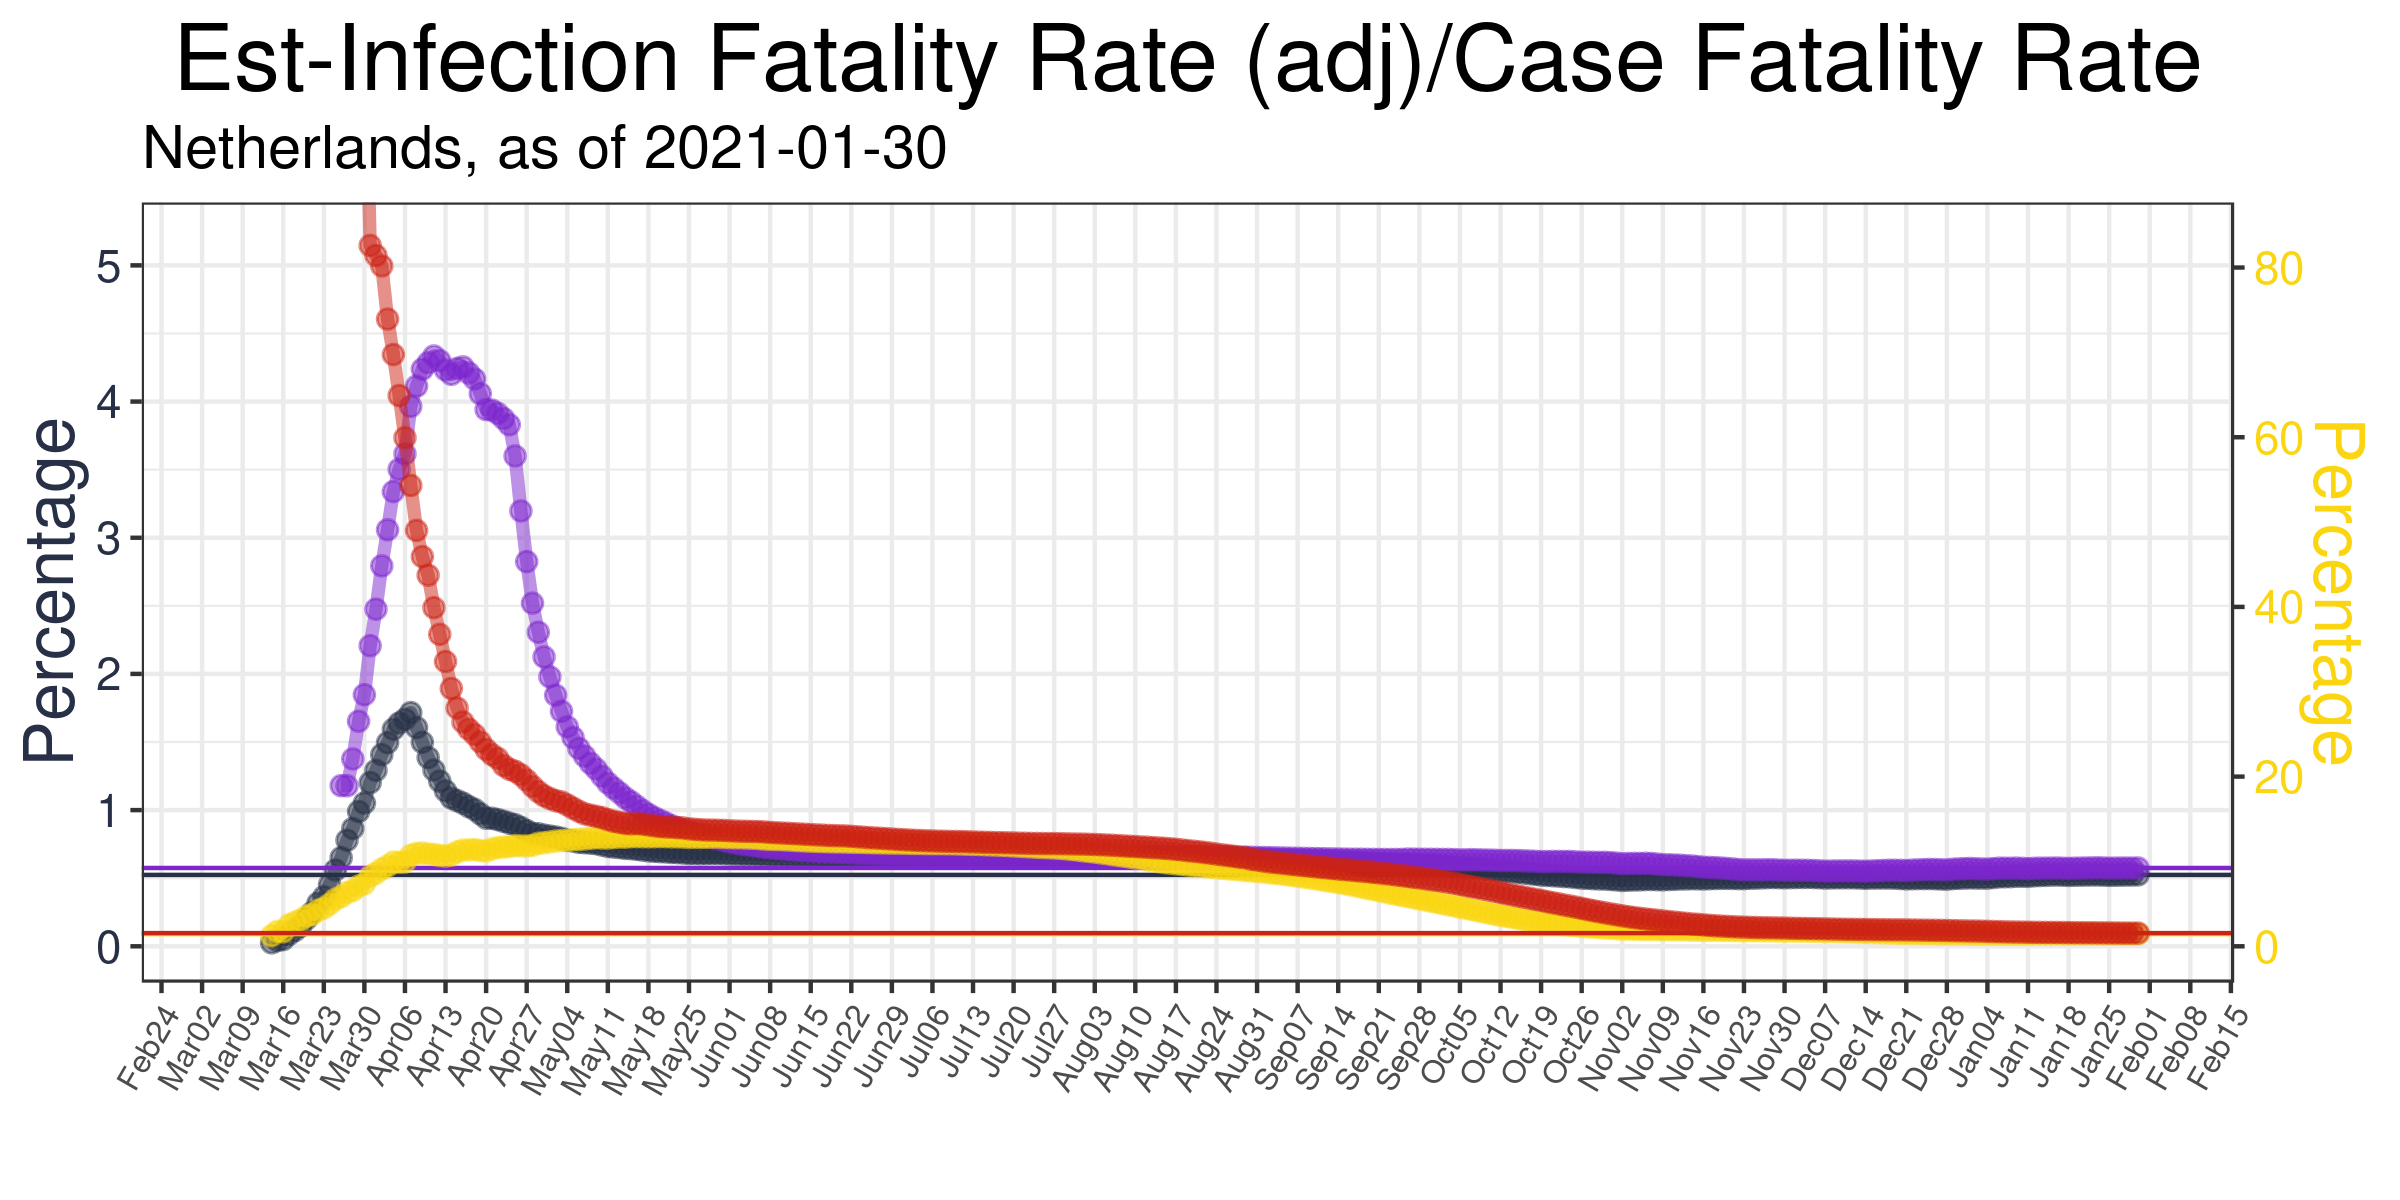 Est-Infection Fatality Rate (adj)/Case Fatality Rate
Netherlands, as of 2021-01-30
Percentage
5
4
3
2
1
0
80
60
40
20
0
Percentage
Feb24
Mar02
Mar09
Mar16
Mar23
Mar30
Apr06
Apr13
Apr20
Apr27
May04
May11
May18
May25
Jun01
Jun08
Jun15
Jun22
Jun29
Jul06
Jul13
Jul20
Jul27
Aug03
Aug10
Aug17
Aug24
Aug31
Sep07
Sep14
Sep21
Sep28
Oct05
Oct12
Oct19
Oct26
Nov02
Nov09
Nov16
Nov23
Nov30
Dec07
Dec14
Dec21
Dec28
Jan04
Jan11
Jan18
Jan25
Feb01
Feb08
Feb15